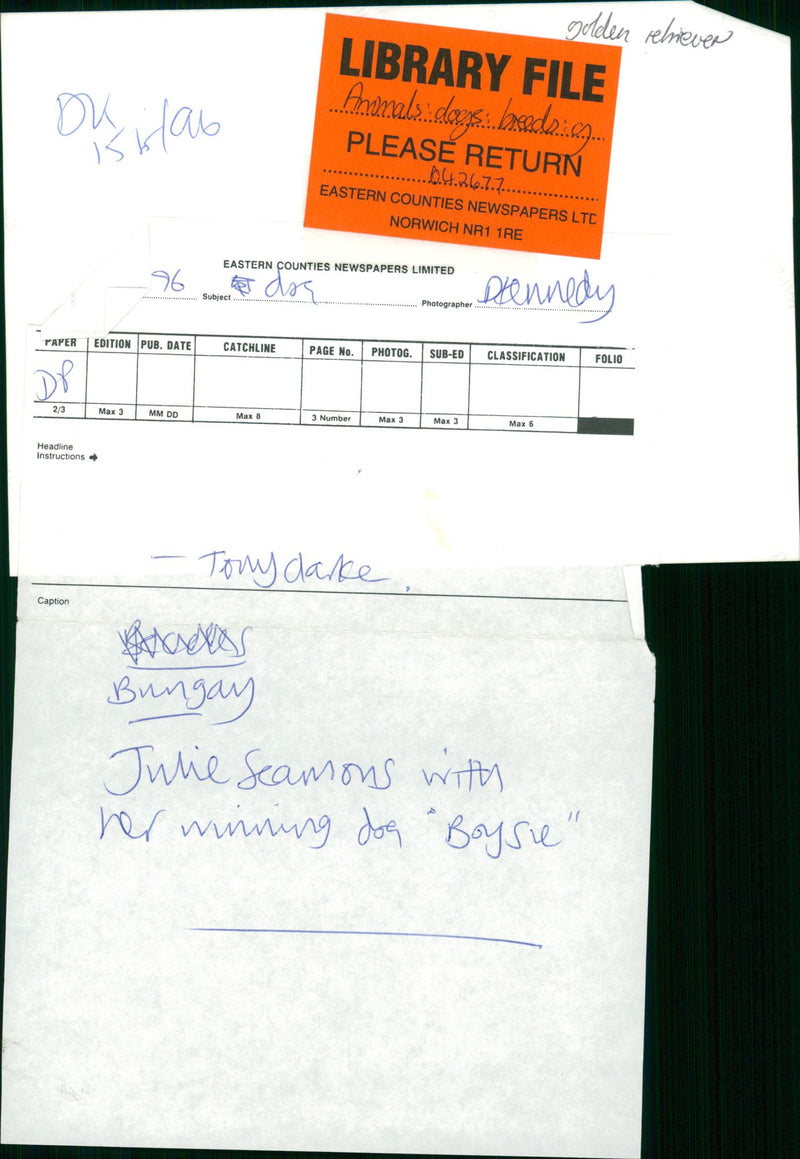 golden retriever
LIBRARY FILE
Animals: dogs: breeds: g
PLEASE RETURN
D42677
EASTERN COUNTIES NEWSPAPERS LTD
NORWICH NR1 1RE
DK
15 /96
EASTERN COUNTIES NEWSPAPERS LIMITED
96 Subject dog Photographer DKennedy
PAPER EDITION PUB. DATE CATCHLINE PAGE No. PHOTOG. SUB-ED CLASSIFICATION FOLIO
DP
2/3 Max 3 MM DD Max 8 3 Number Max 3 Max 3 Max 6
Headline
Instructions
— Tony Clarke
Caption
Bungay
Julie Seamons with
her winning dog "Boysie"